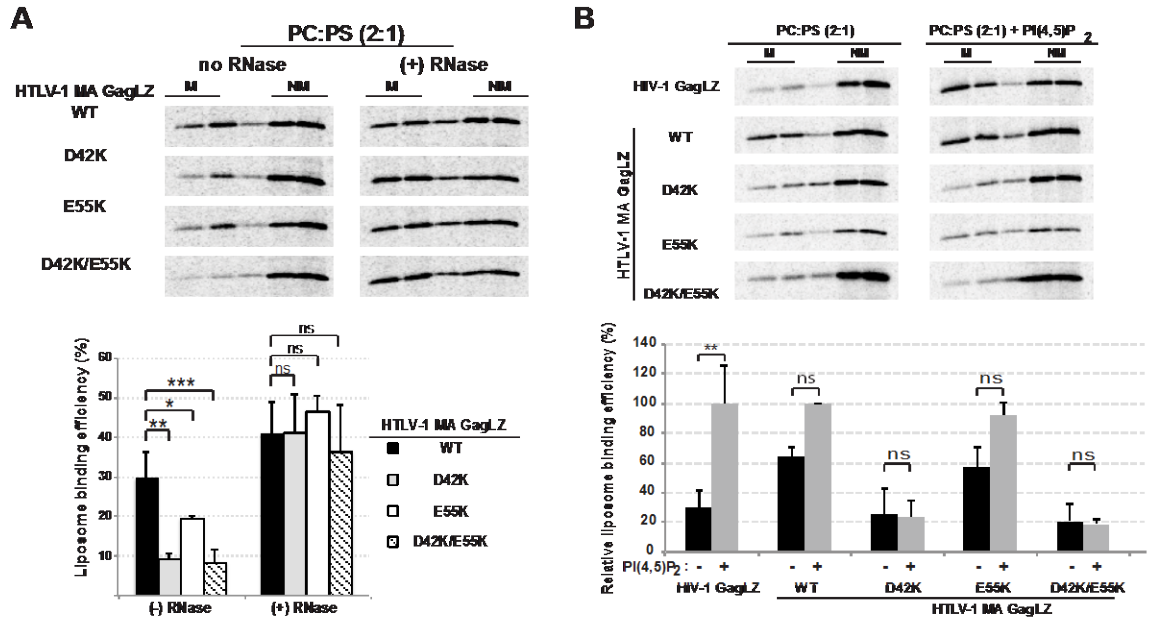 A
PC:PS (2:1)
no RNase (+) RNase
HTLV-1 MA GagLZ M NM M NM
WT
D42K
E55K
D42K/E55K
Liposome binding efficiency (%)
60
50
40
30
20
10
** * *** ns ns ns
(-) RNase (+) RNase
HTLV-1 MA GagLZ
WT
D42K
E55K
D42K/E55K
B
PC:PS (2:1) PC:PS (2:1) + PI(4,5)P2
M NM M NM
HIV-1 GagLZ
HTLV-1 MA GagLZ
WT
D42K
E55K
D42K/E55K
Relative liposome binding efficiency (%)
140
120
100
80
60
40
20
0
** ns ns ns ns
PI(4,5)P2 : - + - + - + - + - +
HIV-1 GagLZ WT D42K E55K D42K/E55K
HTLV-1 MA GagLZ